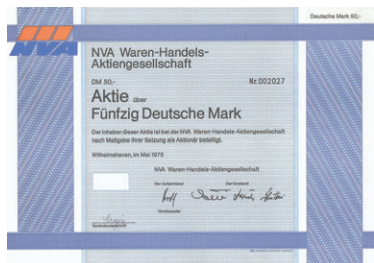 Deutsche Mark 50,-
NVA
NVA Waren-Handels-
Aktiengesellschaft
DM 50,-
Nr.002027
Aktie über
Fünfzig Deutsche Mark
Der Inhaber dieser Aktie ist bei der NVA Waren-Handels-Aktiengesellschaft
nach Maßgabe ihrer Satzung als Aktionär beteiligt.
Wilhelmshaven, im Mai 1975
NVA Waren-Handels-Aktiengesellschaft
Der Aufsichtsrat
Der Vorstand
Vorsitzender